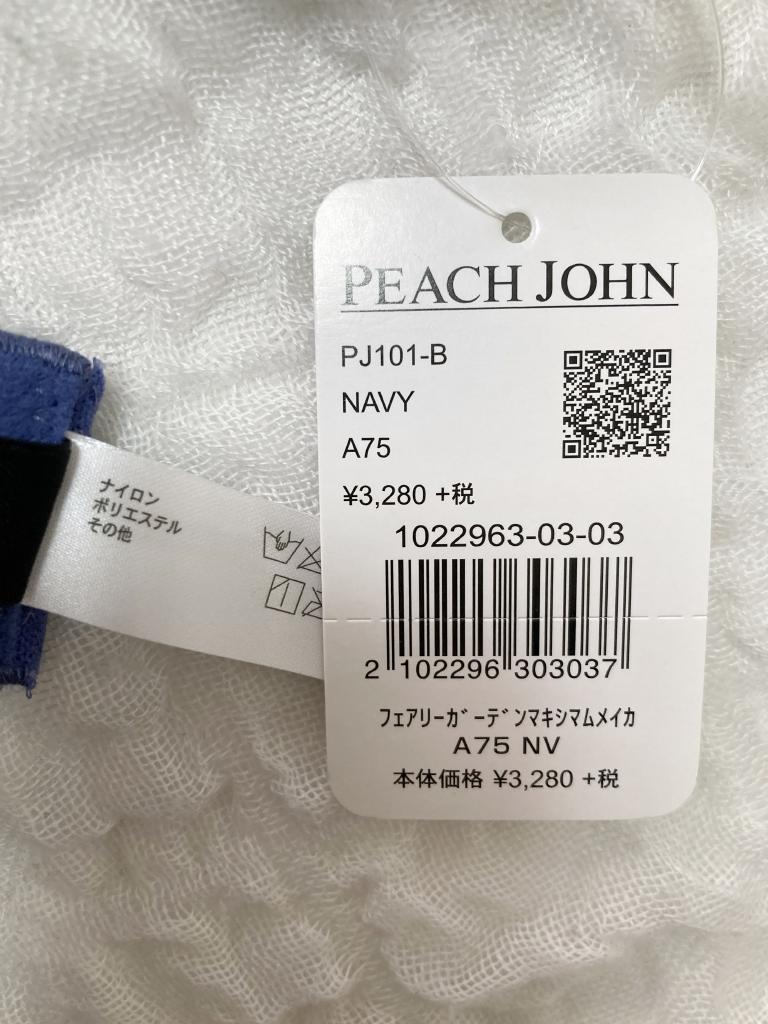 PEACH JOHN
PJ101-B
NAVY
A75
¥3,280 +税
1022963-03-03
2 102296 303037
フェアリーガーデンマキシマムメイカ
A75 NV
本体価格 ¥3,280 +税
ナイロン
ポリエステル
その他